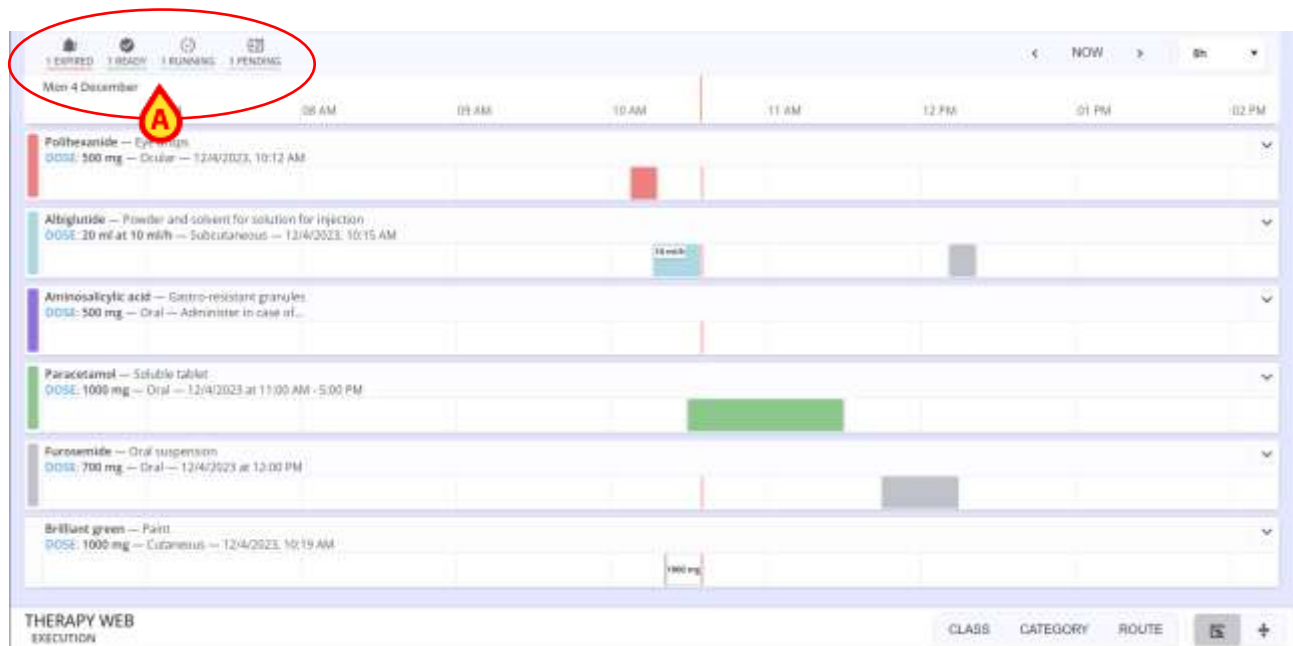 1 EXPIRED 1 READY 1 RUNNING 1 PENDING
NOW 8h
Mon 4 December
A
08 AM 09 AM 10 AM 11 AM 12 PM 01 PM 02 PM
Polihexanide — Eye drops
DOSE: 500 mg — Ocular — 12/4/2023, 10:12 AM
Albiglutide — Powder and solvent for solution for injection
DOSE: 20 ml at 10 ml/h — Subcutaneous — 12/4/2023, 10:15 AM
10 ml/h
Aminosalicylic acid — Gastro-resistant granules
DOSE: 500 mg — Oral — Administer in case of...
Paracetamol — Soluble tablet
DOSE: 1000 mg — Oral — 12/4/2023 at 11:00 AM - 5:00 PM
Furosemide — Oral suspension
DOSE: 700 mg — Oral — 12/4/2023 at 12:00 PM
Brilliant green — Paint
DOSE: 1000 mg — Cutaneous — 12/4/2023, 10:19 AM
1000 mg
THERAPY WEB
EXECUTION
CLASS CATEGORY ROUTE